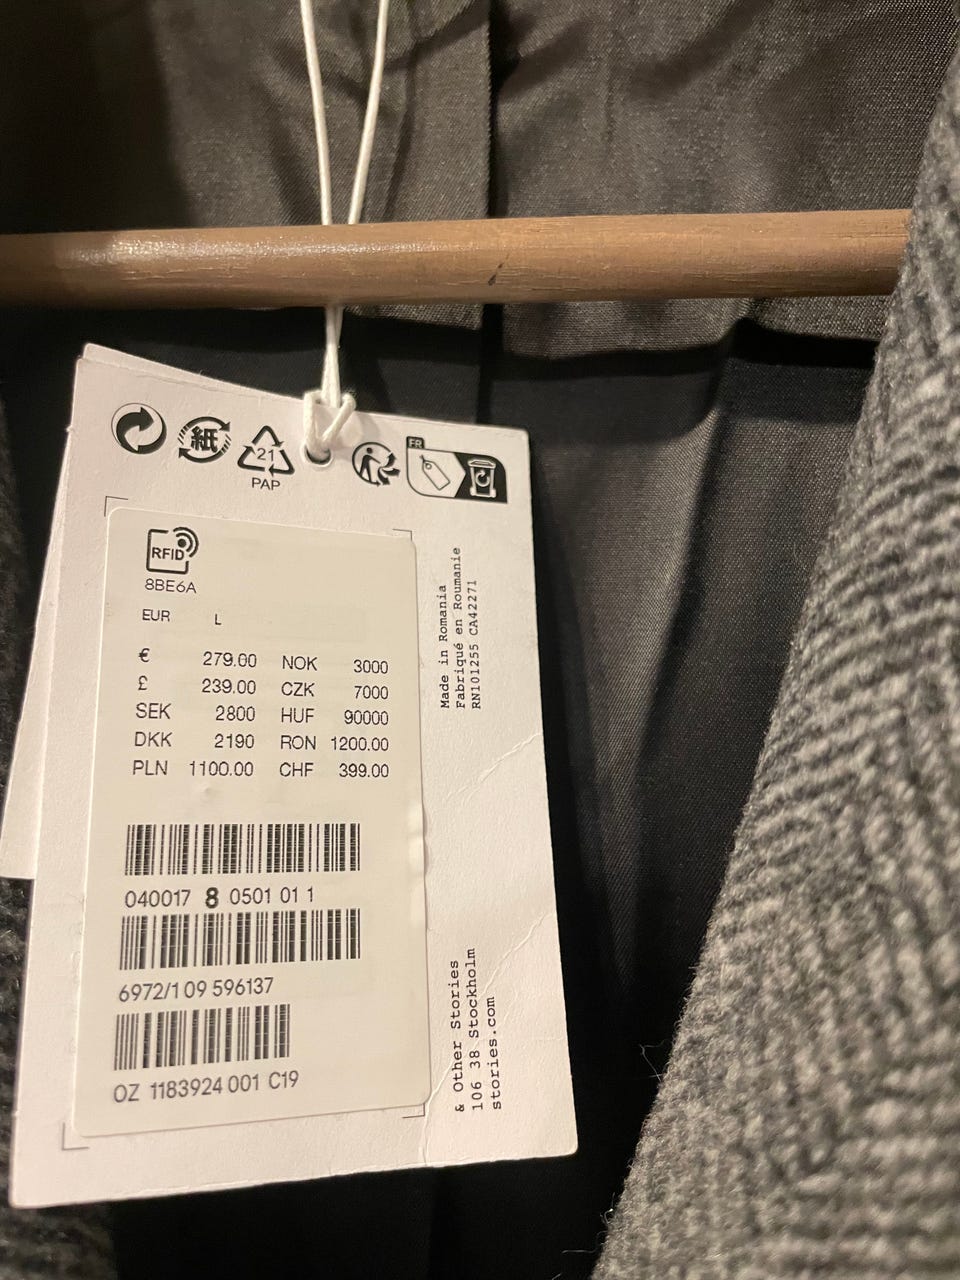 紙
21
PAP
FR
RFID
8BE6A
EUR L
€ 279.00 NOK 3000
£ 239.00 CZK 7000
SEK 2800 HUF 90000
DKK 2190 RON 1200.00
PLN 1100.00 CHF 399.00
040017 8 0501 01 1
6972/1 09 596137
OZ 1183924 001 C19
Made in Romania
Fabriqué en Roumanie
RN101255 CA42271
& Other Stories
106 38 Stockholm
stories.com